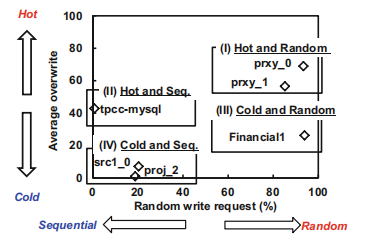 Hot
100
(I) Hot and Random
80
prxy_0
prxy_1
60
Average overwrite
(II) Hot and Seq.
40
tpcc-mysql
(III) Cold and Random
Financial1
20
(IV) Cold and Seq.
src1_0
prj_2
0
0 20 40 60 80 100
Cold
Random write request (%)
Sequential
Random